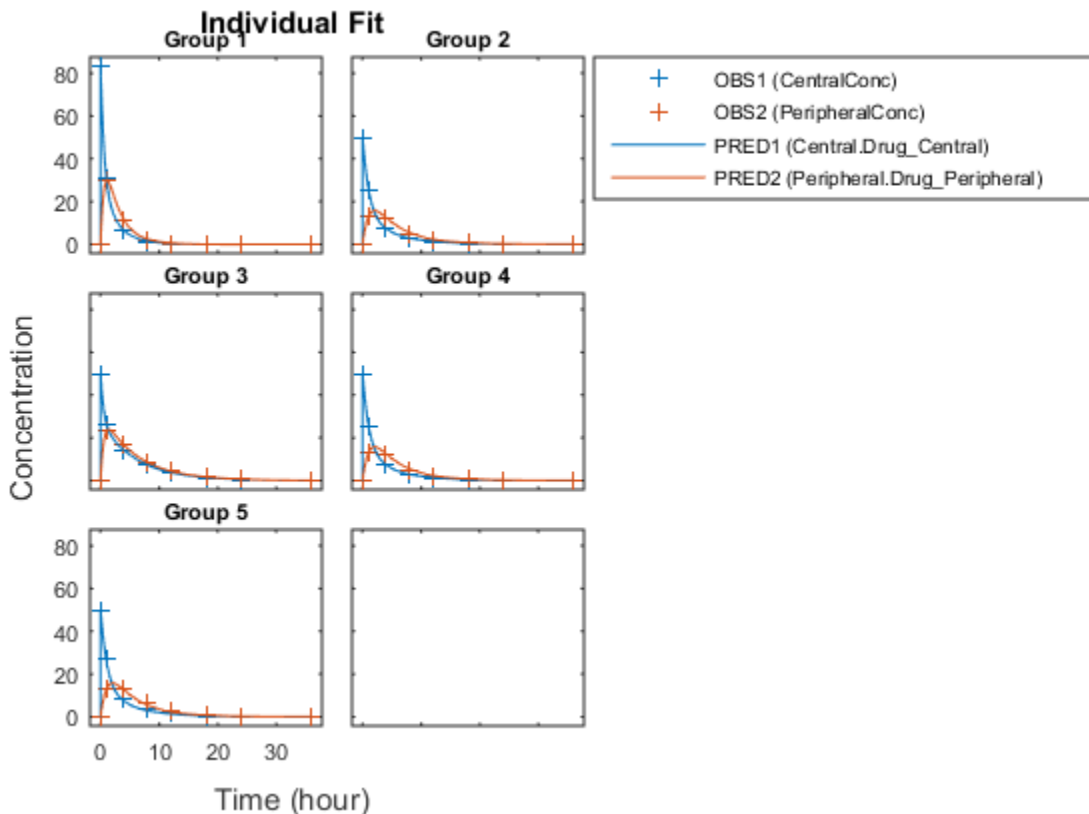 Individual Fit
Group 1
Group 2
80
60
40
20
0
OBS1 (CentralConc)
OBS2 (PeripheralConc)
PRED1 (Central.Drug_Central)
PRED2 (Peripheral.Drug_Peripheral)
Group 3
Group 4
Concentration
Group 5
80
60
40
20
0
0 10 20 30
Time (hour)